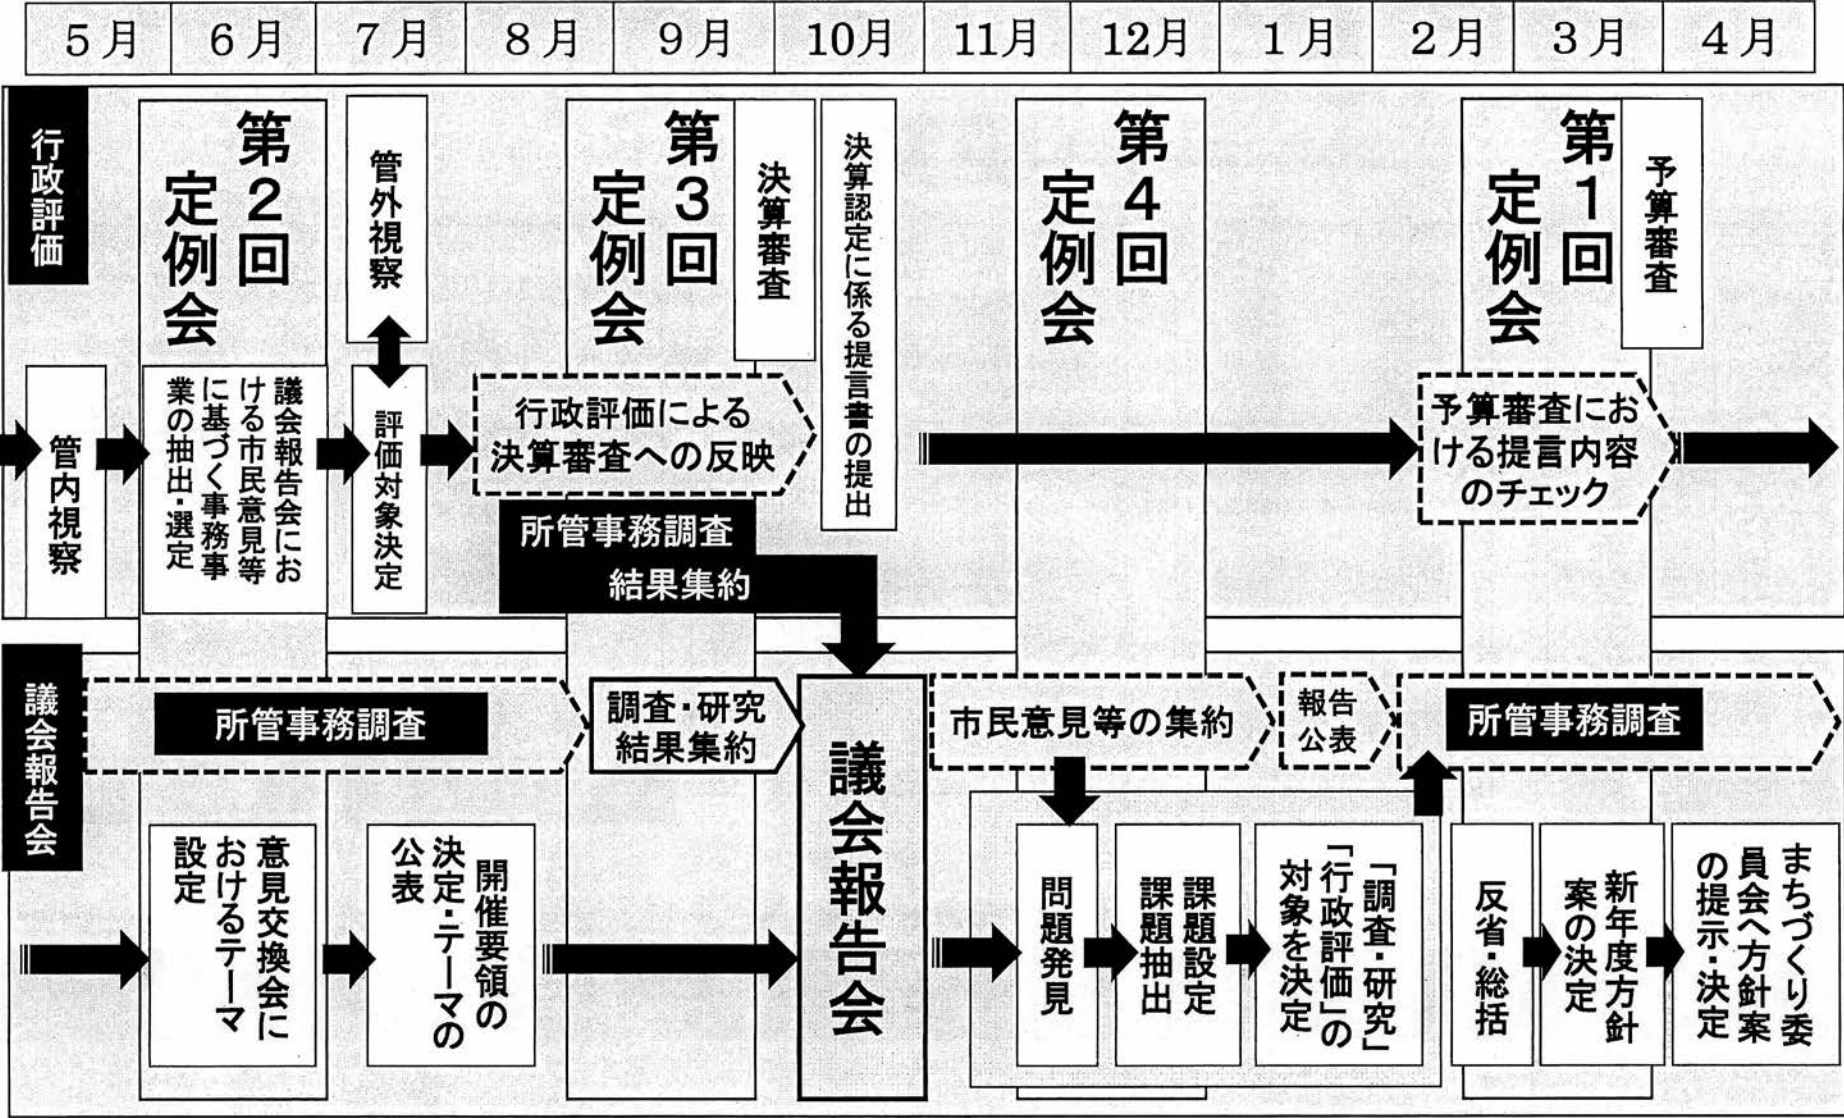 5月
6月
7月
8月
9月
10月
11月
12月
1月
2月
3月
4月
行政評価
第2回
定例会
管外視察
第3回
定例会
決算審査
決算認定に係る提言書の提出
第4回
定例会
第1回
定例会
予算審査
管内視察
議会報告会にお
ける市民意見等
に基づく事務事
業の抽出・選定
評価対象決定
行政評価による
決算審査への反映
予算審査にお
ける提言内容
のチェック
所管事務調査
結果集約
議会報告会
所管事務調査
調査・研究
結果集約
議会報告会
市民意見等の集約
報告
公表
所管事務調査
意見交換会に
おけるテーマ
設定
開催要領の
決定・テーマの
公表
問題発見
課題設定
課題抽出
「調査・研究」
「行政評価」の
対象を決定
反省・総括
新年度方針
案の決定
まちづくり委
員会へ方針案
の提示・決定